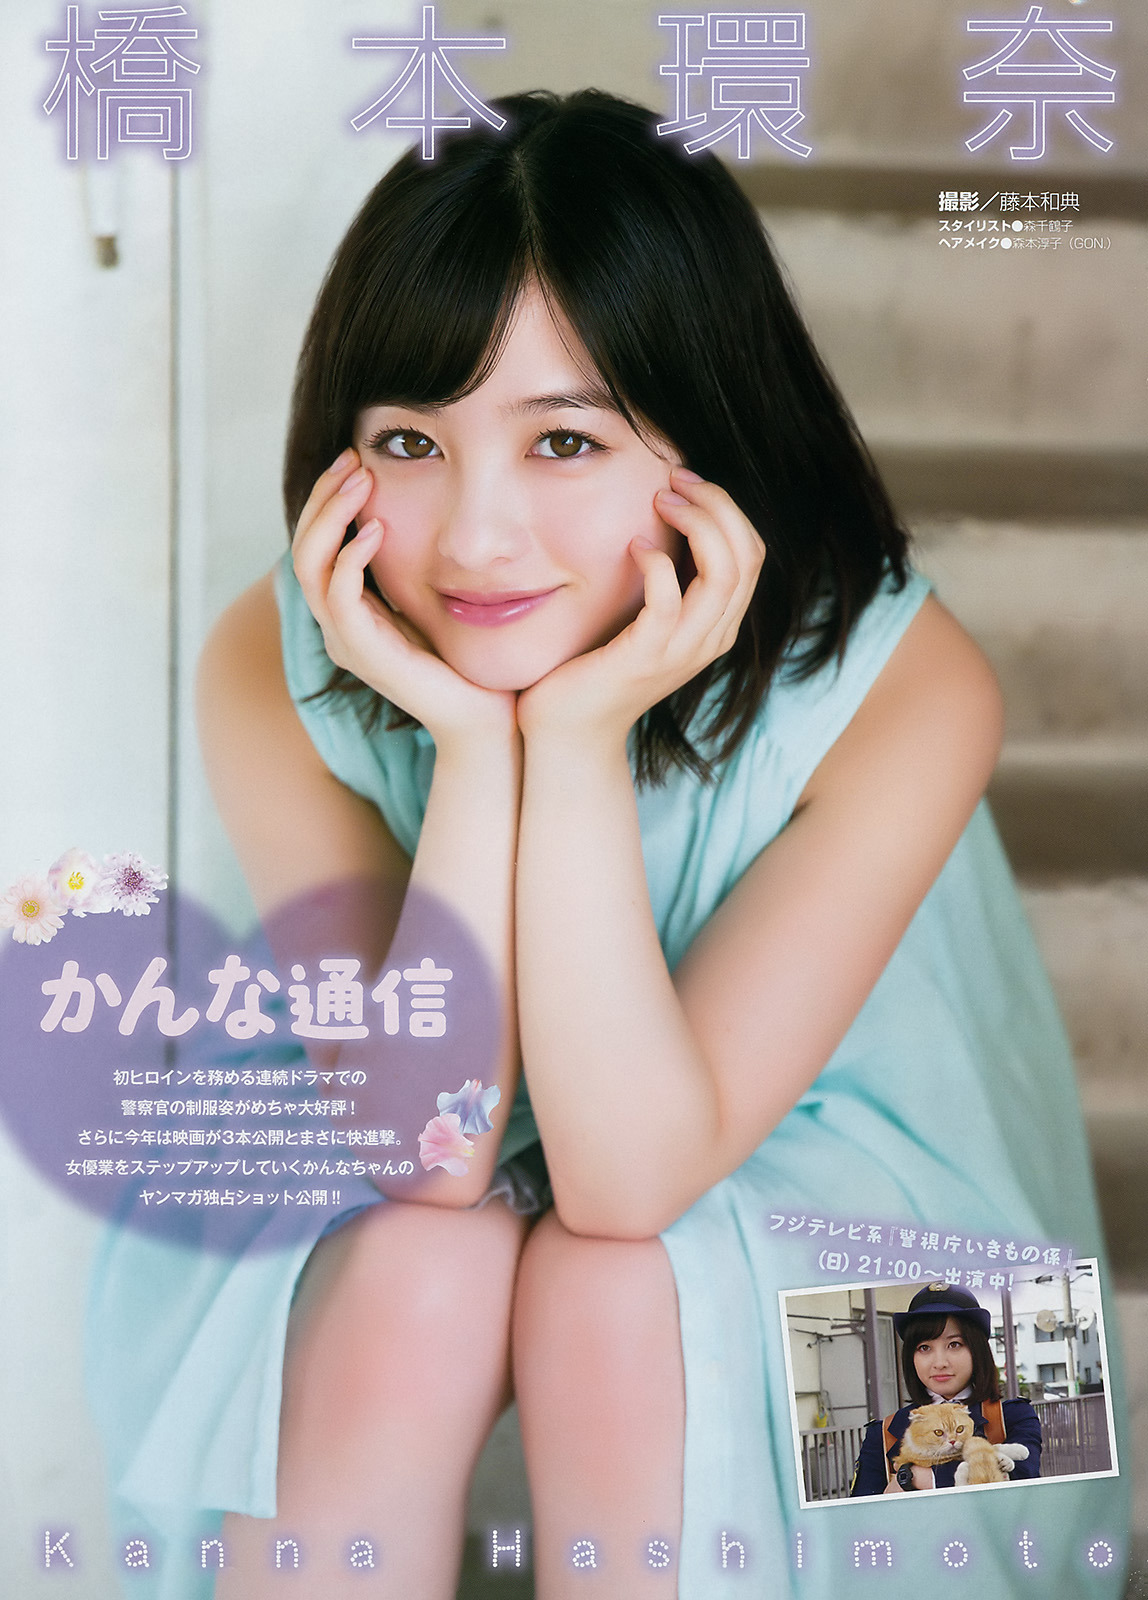 橋本環奈
撮影／藤本和典
スタイリスト●森千鶴子
ヘアメイク●森本淳子（GON.）
かんな通信
初ヒロインを務める連続ドラマでの
警察官の制服姿がめちゃ大好評！
さらに今年は映画が3本公開とまさに快進撃。
女優業をステップアップしていくかんなちゃんの
ヤンマガ独占ショット公開!!
フジテレビ系『警視庁いきもの係』
（日）21:00〜出演中！
Kanna Hashimoto